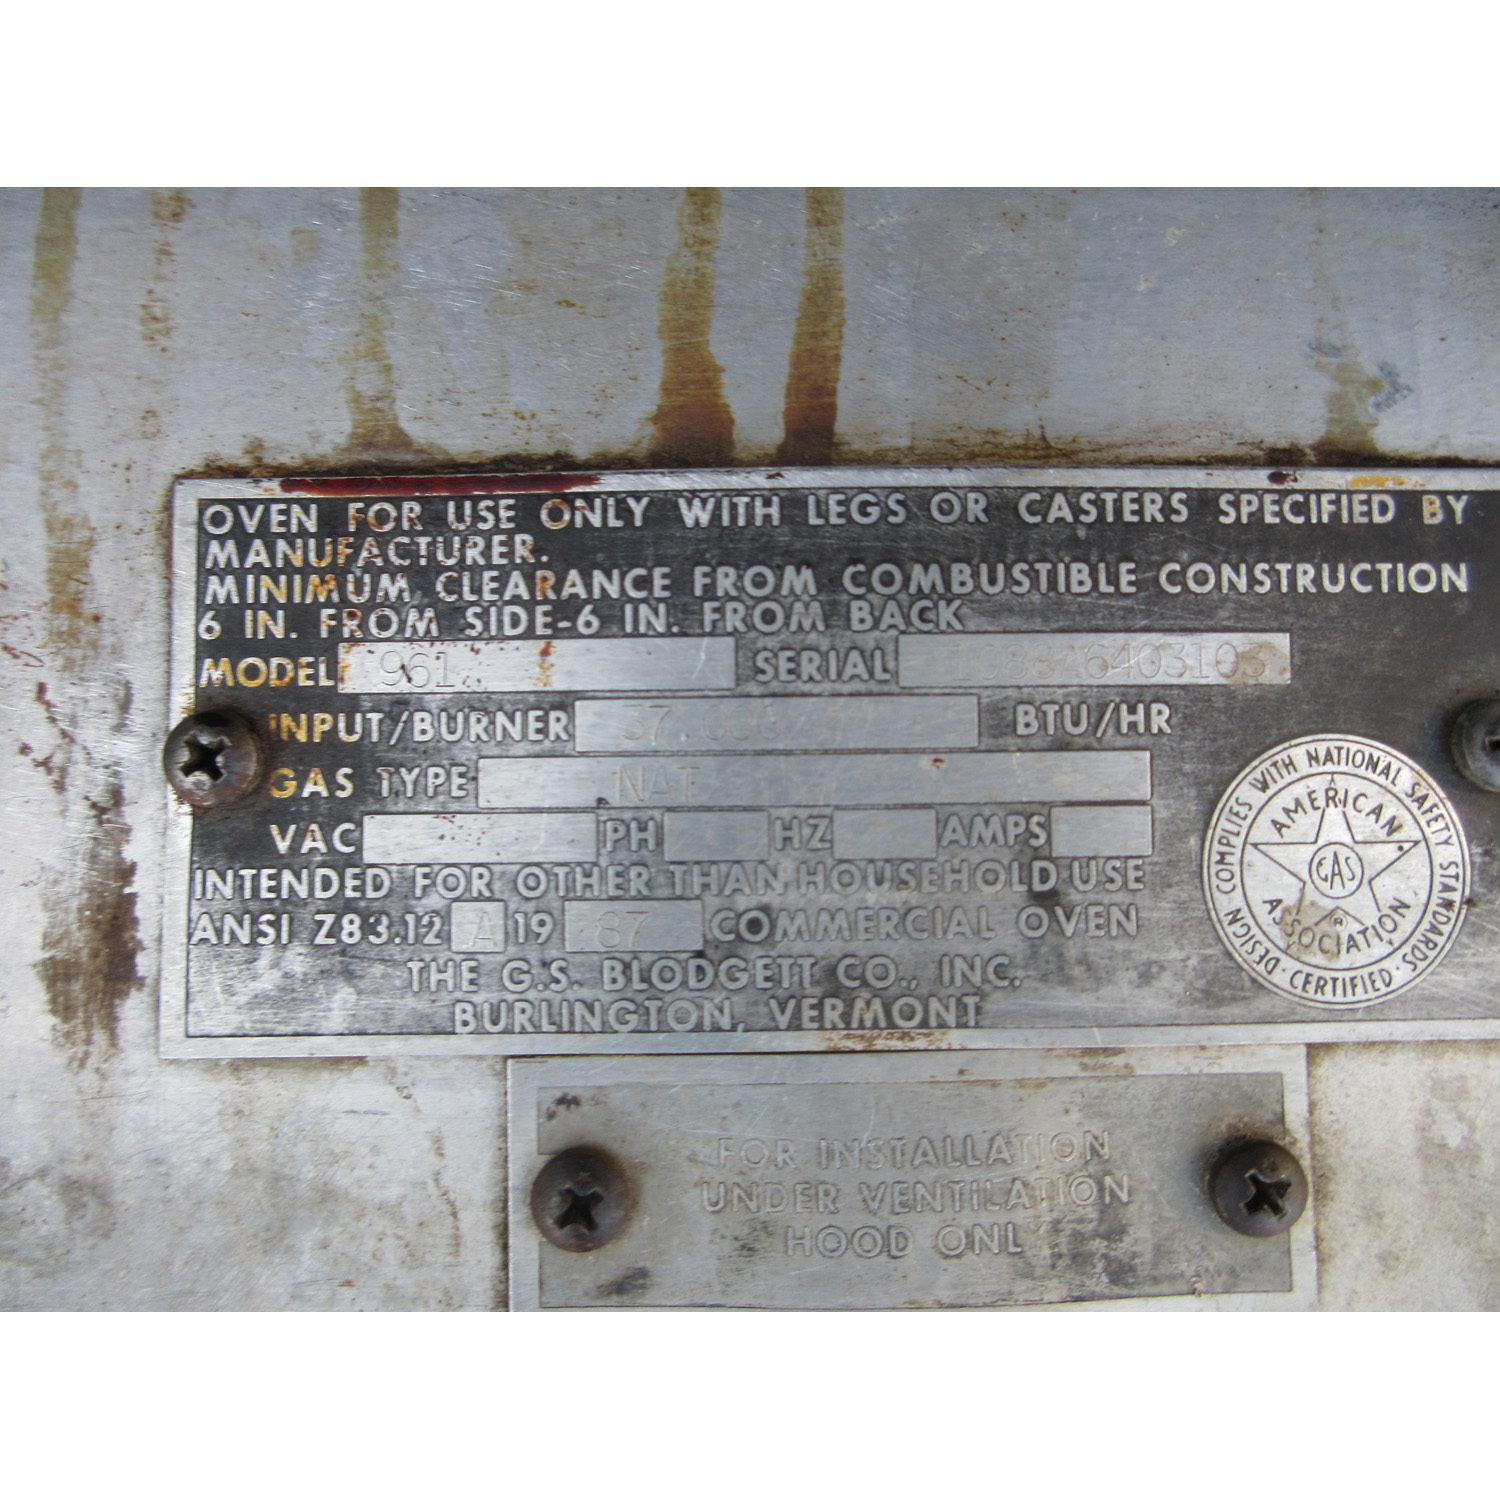 OVEN FOR USE ONLY WITH LEGS OR CASTERS SPECIFIED BY
MANUFACTURER.
MINIMUM CLEARANCE FROM COMBUSTIBLE CONSTRUCTION
6 IN. FROM SIDE-6 IN. FROM BACK
MODEL 961 SERIAL
INPUT/BURNER BTU/HR
GAS TYPE NAT
VAC PH HZ AMPS
INTENDED FOR OTHER THAN HOUSEHOLD USE
ANSI Z83.12 A 19 87 COMMERCIAL OVEN
THE G.S. BLODGETT CO., INC.
BURLINGTON, VERMONT
DESIGN COMPLIES WITH NATIONAL SAFETY STANDARDS · CERTIFIED ·
AMERICAN
GAS
®
ASSOCIATION
FOR INSTALLATION
UNDER VENTILATION
HOOD ONL